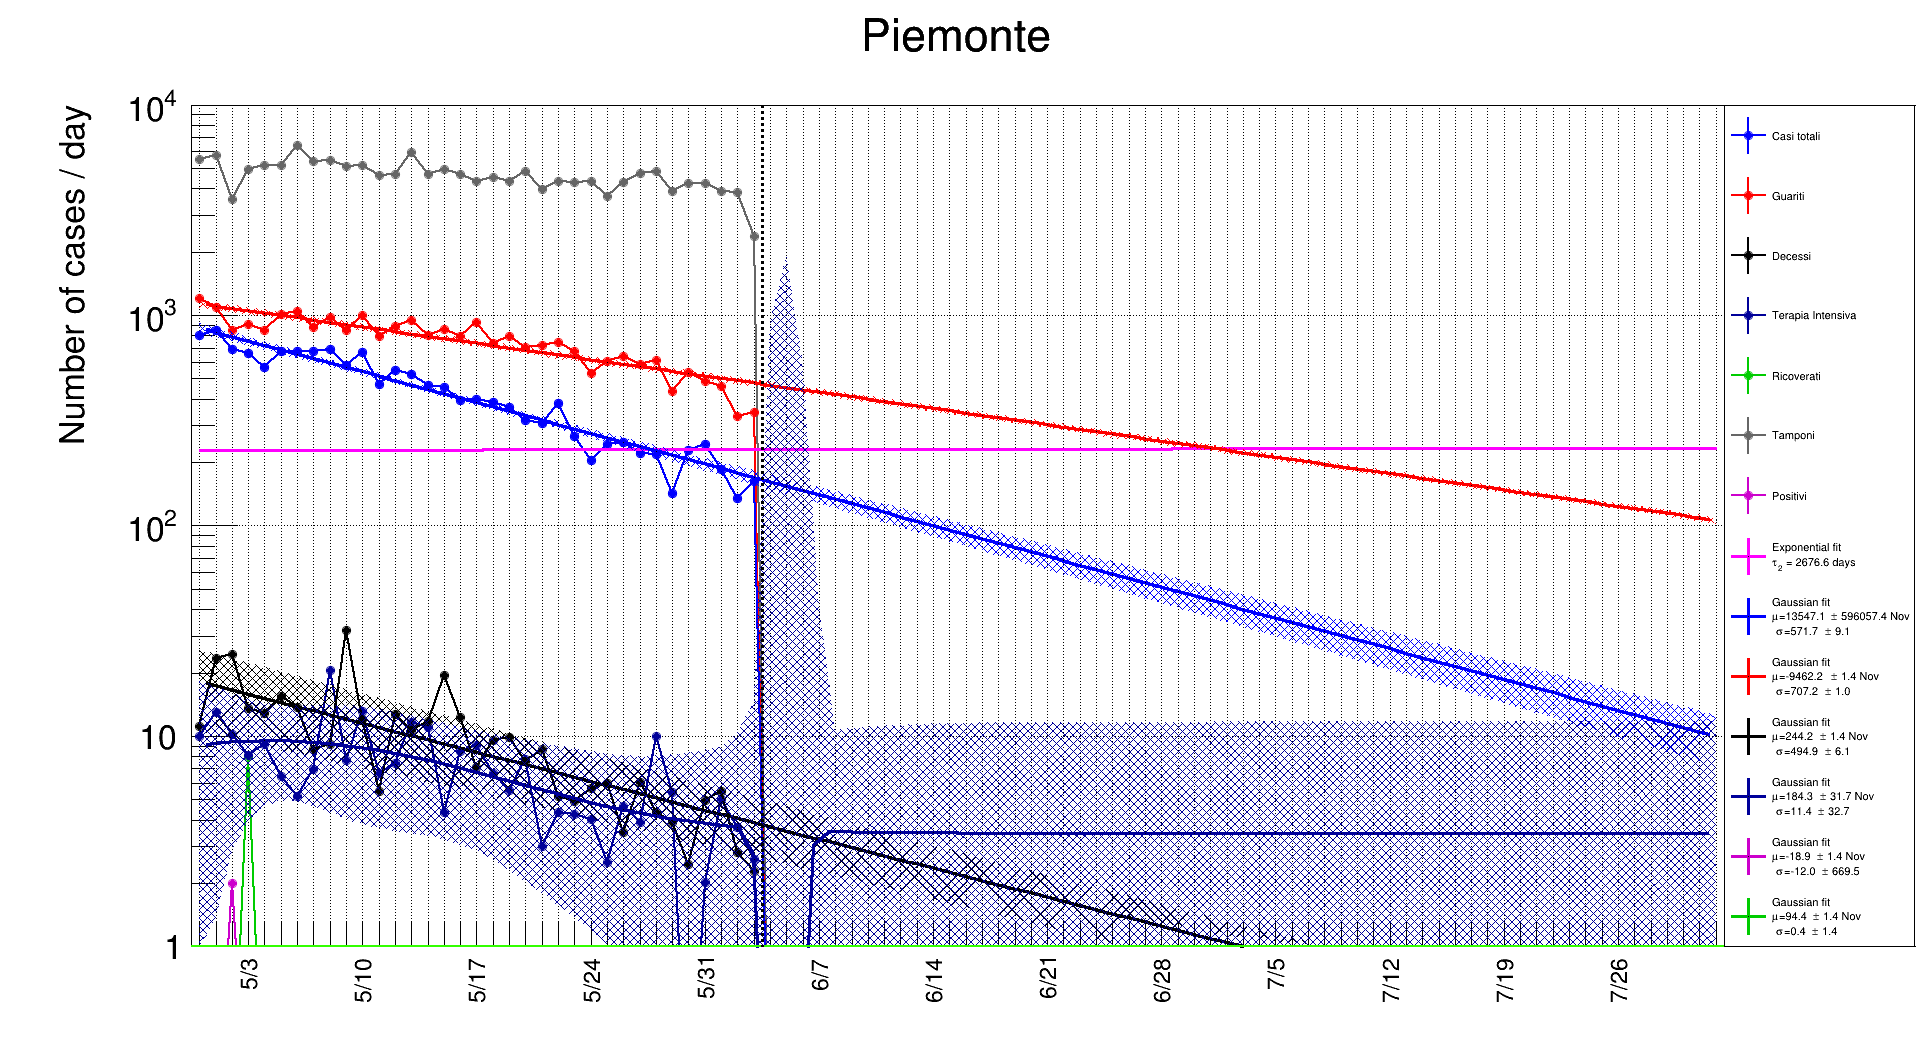 Piemonte
Number of cases / day
10⁴
10³
10²
10
1
5/3
5/10
5/17
5/24
5/31
6/7
6/14
6/21
6/28
7/5
7/12
7/19
7/26
Casi totali
Guariti
Decessi
Terapia Intensiva
Ricoverati
Tamponi
Positivi
Exponential fit
τ₂ = 2676.6 days
Gaussian fit
μ=13547.1 ± 596057.4 Nov
σ=571.7 ± 9.1
Gaussian fit
μ=-9462.2 ± 1.4 Nov
σ=707.2 ± 1.0
Gaussian fit
μ=244.2 ± 1.4 Nov
σ=494.9 ± 6.1
Gaussian fit
μ=184.3 ± 31.7 Nov
σ=11.4 ± 32.7
Gaussian fit
μ=-18.9 ± 1.4 Nov
σ=-12.0 ± 669.5
Gaussian fit
μ=94.4 ± 1.4 Nov
σ=0.4 ± 1.4